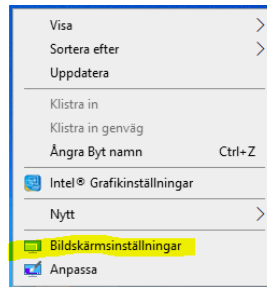 Visa
Sortera efter
Uppdatera
Klistra in
Klistra in genväg
Ångra Byt namn Ctrl+Z
Intel® Grafikinställningar
Nytt
Bildskärmsinställningar
Anpassa